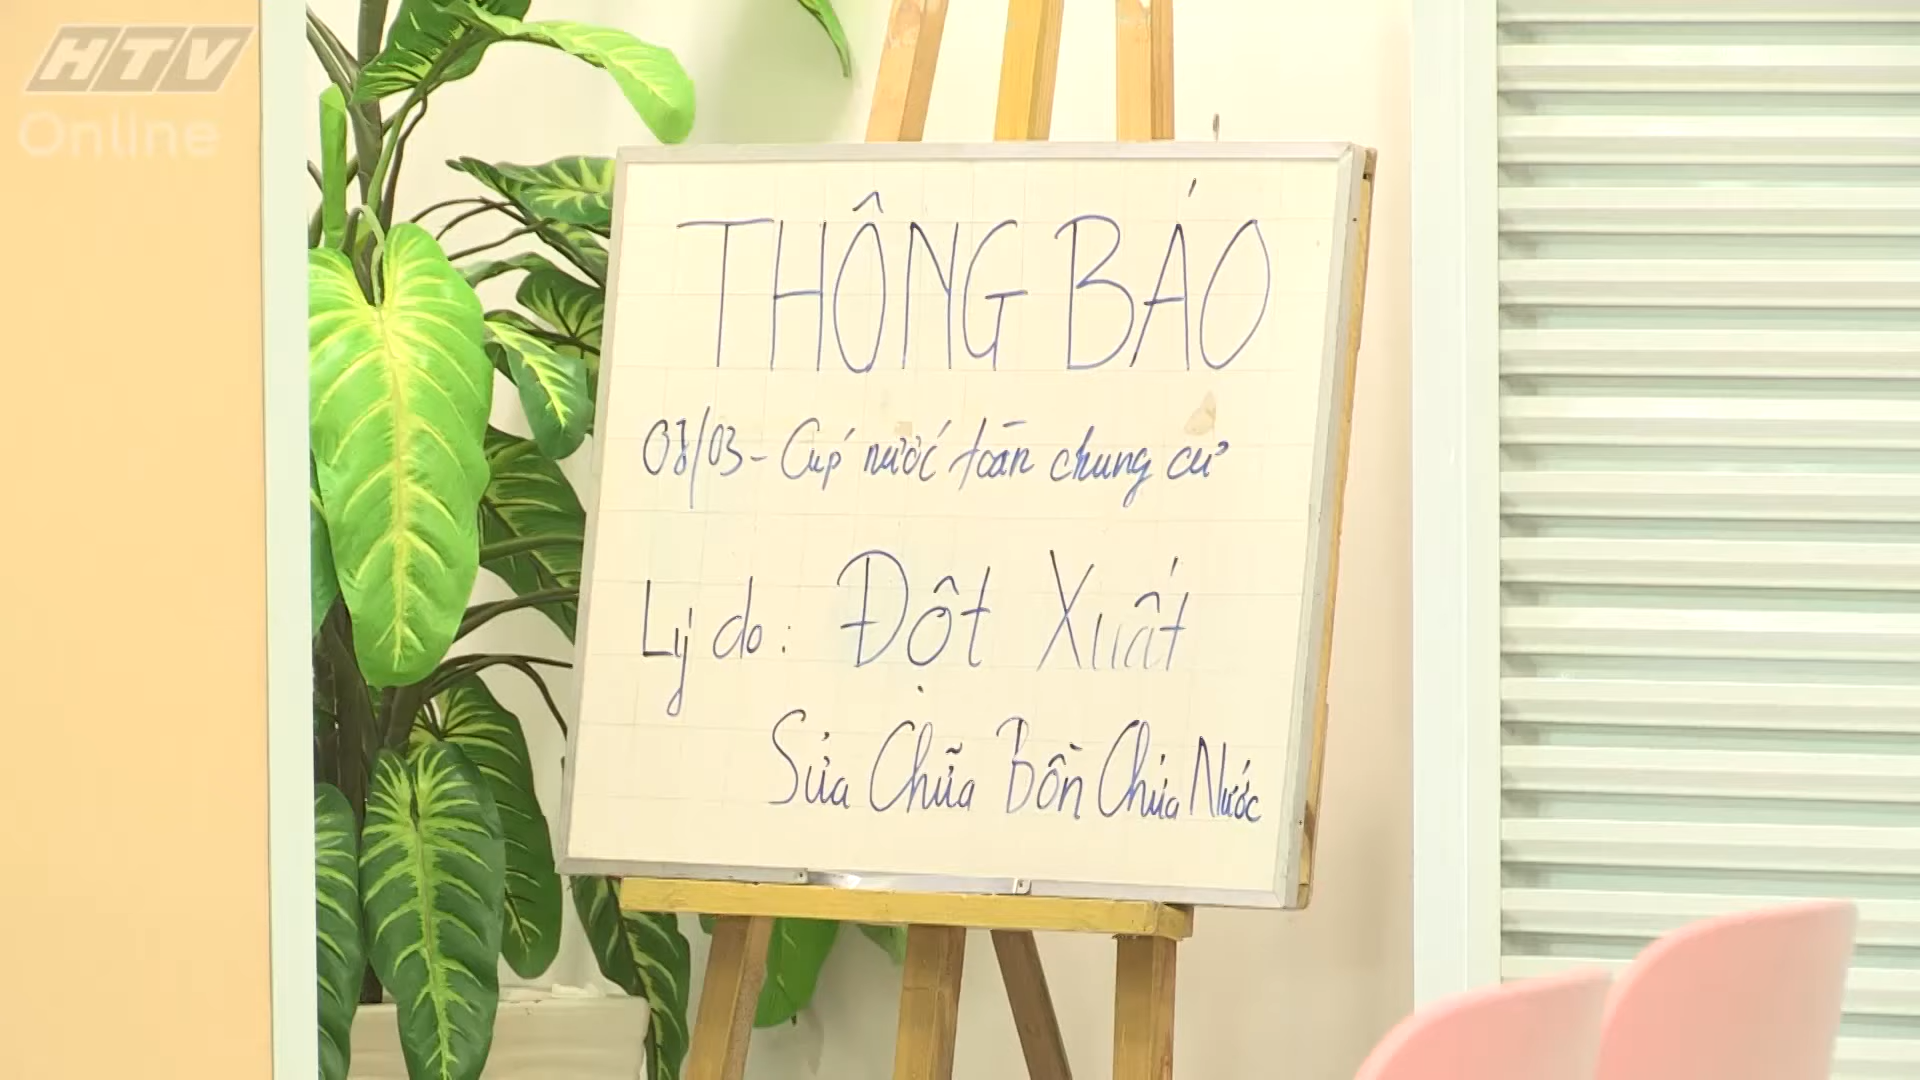 HTV
Online
THÔNG BÁO
08/03 - Cúp nước toàn chung cư
Lý do : Đột Xuất
Sửa Chữa Bồn Chứa Nước